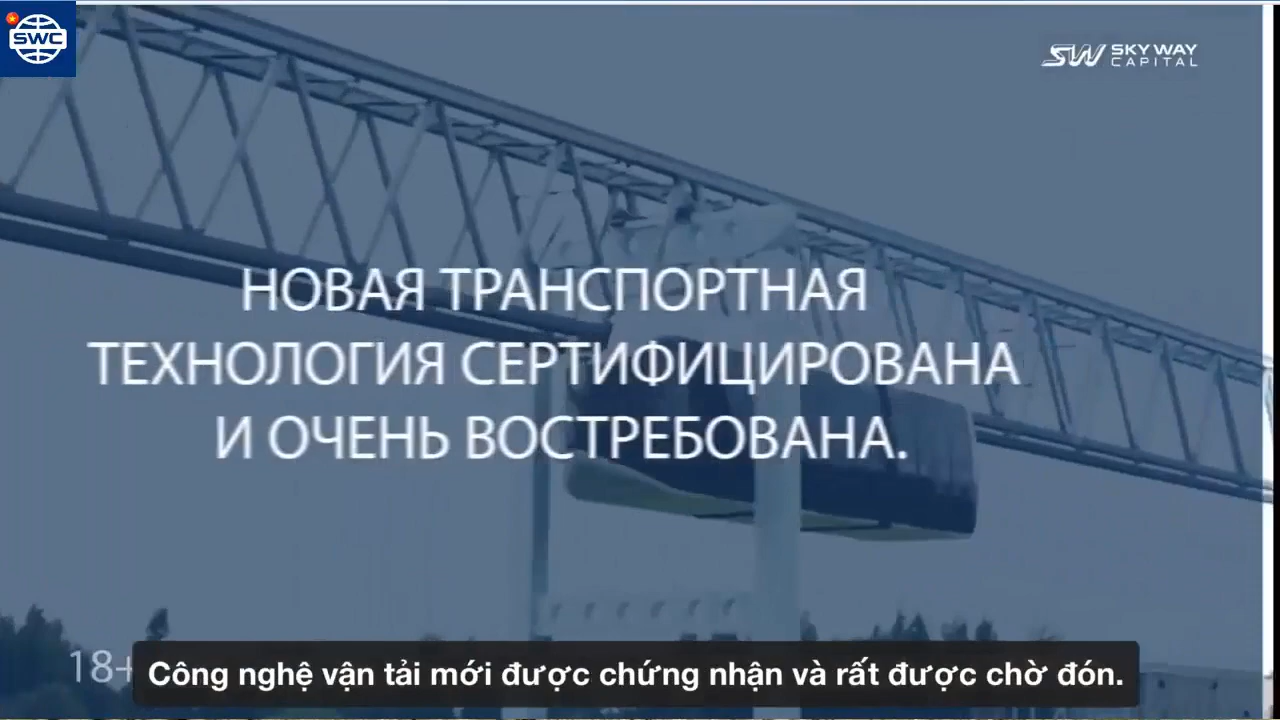 SWC
SW SKY WAY
CAPITAL
НОВАЯ ТРАНСПОРТНАЯ
ТЕХНОЛОГИЯ СЕРТИФИЦИРОВАНА
И ОЧЕНЬ ВОСТРЕБОВАНА.
18+
Công nghệ vận tải mới được chứng nhận và rất được chờ đón.